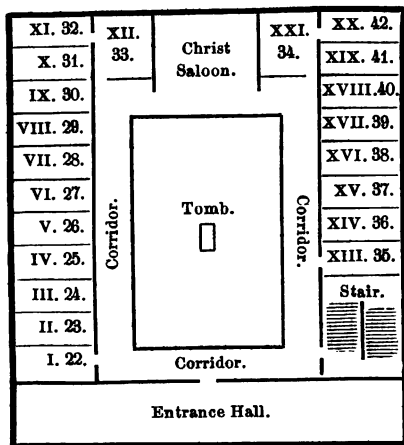 XI. 32.
X. 31.
IX. 30.
VIII. 29.
VII. 28.
VI. 27.
V. 26.
IV. 25.
III. 24.
II. 23.
I. 22.
XII.
33.
Christ
Saloon.
XXI.
34.
XX. 42.
XIX. 41.
XVIII. 40.
XVII. 39.
XVI. 38.
XV. 37.
XIV. 36.
XIII. 35.
Stair.
Corridor.
Tomb.
Corridor.
Corridor.
Entrance Hall.